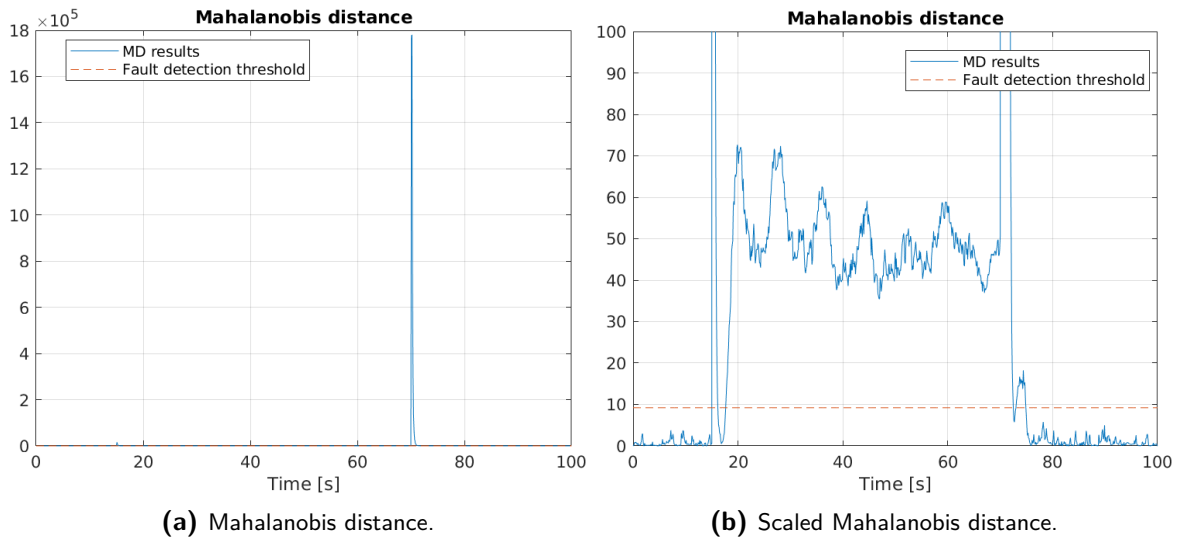 Mahalanobis distance
×10⁵
18
16
14
12
10
8
6
4
2
0
0 20 40 60 80 100
Time [s]
MD results
Fault detection threshold
(a) Mahalanobis distance.
Mahalanobis distance
100
90
80
70
60
50
40
30
20
10
0
0 20 40 60 80 100
Time [s]
MD results
Fault detection threshold
(b) Scaled Mahalanobis distance.